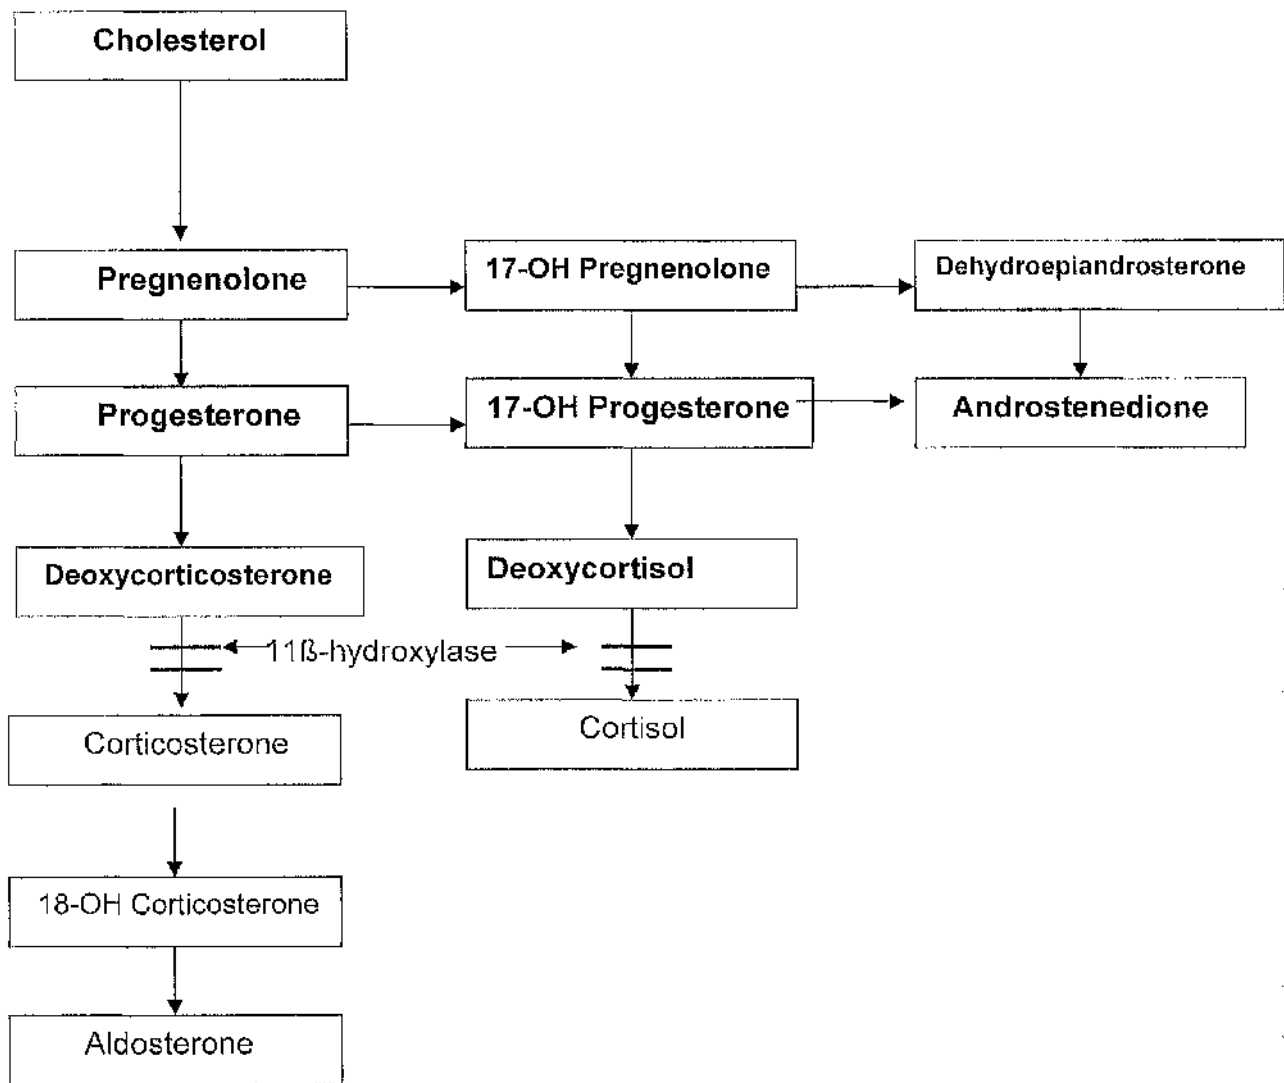 Cholesterol
Pregnenolone
17-OH Pregnenolone
Dehydroepiandrosterone
Progesterone
17-OH Progesterone
Androstenedione
Deoxycorticosterone
Deoxycortisol
11ß-hydroxylase
Corticosterone
Cortisol
18-OH Corticosterone
Aldosterone